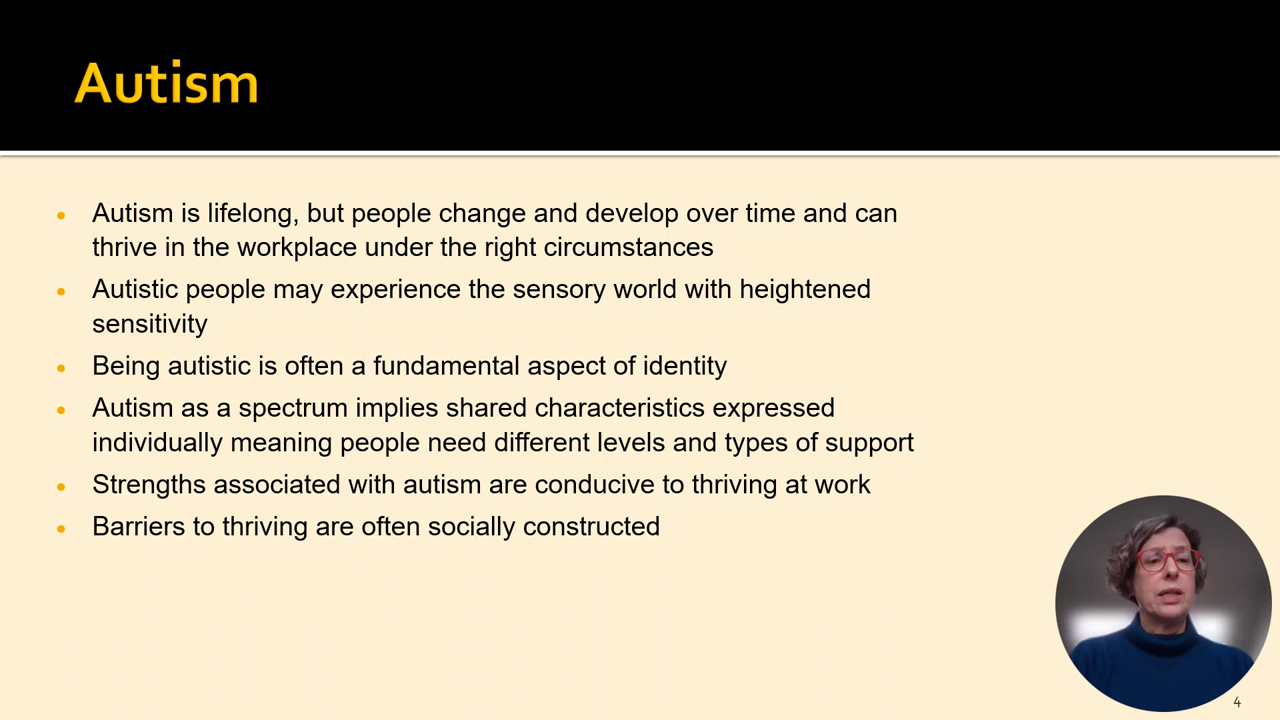 Autism
• Autism is lifelong, but people change and develop over time and can
thrive in the workplace under the right circumstances
• Autistic people may experience the sensory world with heightened
sensitivity
• Being autistic is often a fundamental aspect of identity
• Autism as a spectrum implies shared characteristics expressed
individually meaning people need different levels and types of support
• Strengths associated with autism are conducive to thriving at work
• Barriers to thriving are often socially constructed
4